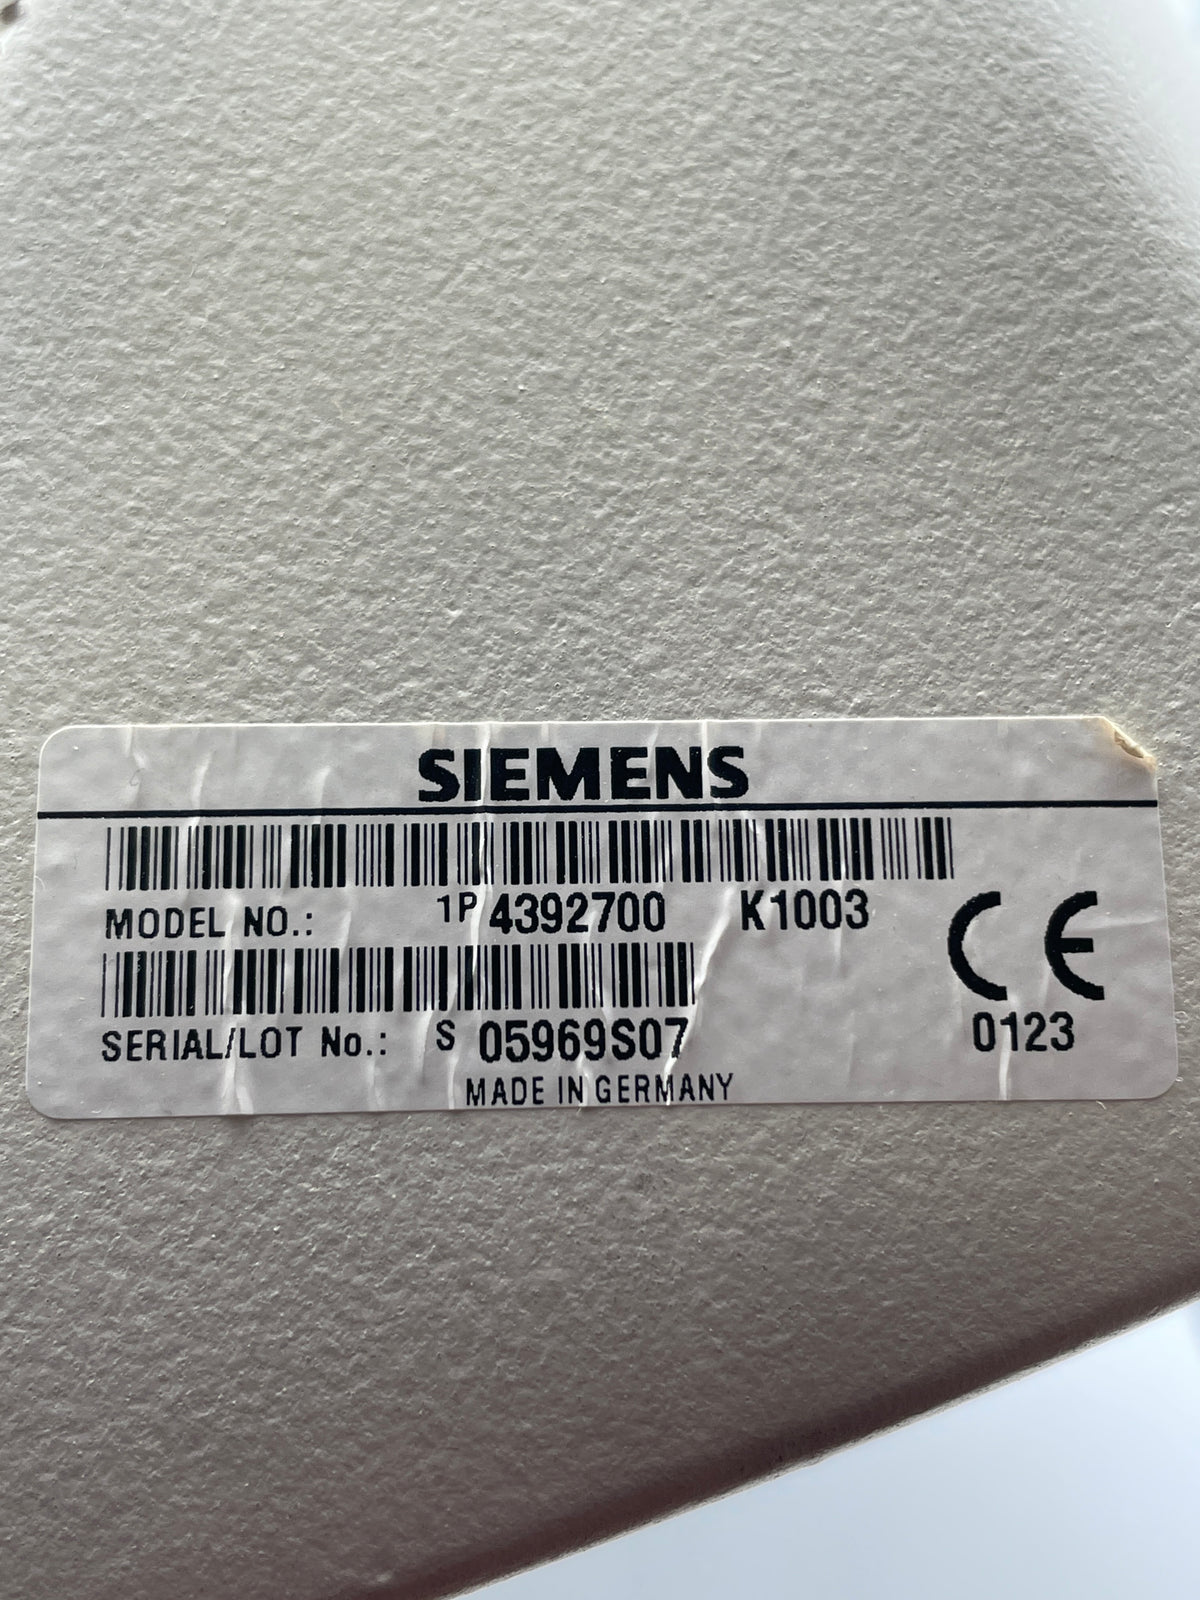 SIEMENS
MODEL NO.: 1P 4392700 K1003
SERIAL/LOT No.: S 05969S07
MADE IN GERMANY
CE
0123